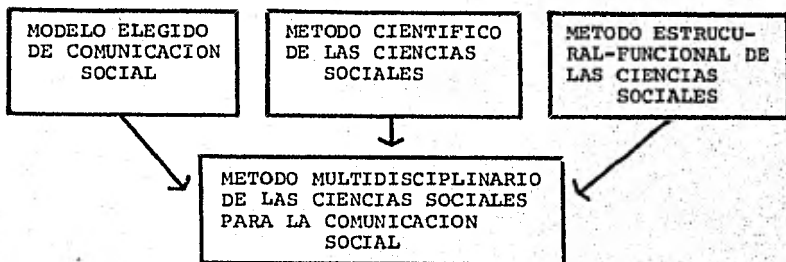 MODELO ELEGIDO
DE COMUNICACION
SOCIAL
METODO CIENTIFICO
DE LAS CIENCIAS
SOCIALES
METODO ESTRUCU-
RAL-FUNCIONAL DE
LAS CIENCIAS
SOCIALES
METODO MULTIDISCIPLINARIO
DE LAS CIENCIAS SOCIALES
PARA LA COMUNICACION
SOCIAL